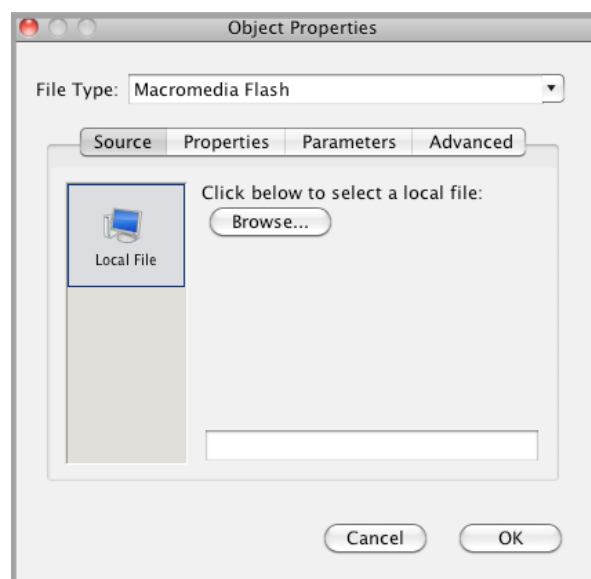 Object Properties
File Type: Macromedia Flash
Source Properties Parameters Advanced
Click below to select a local file:
Browse...
Local File
Cancel OK